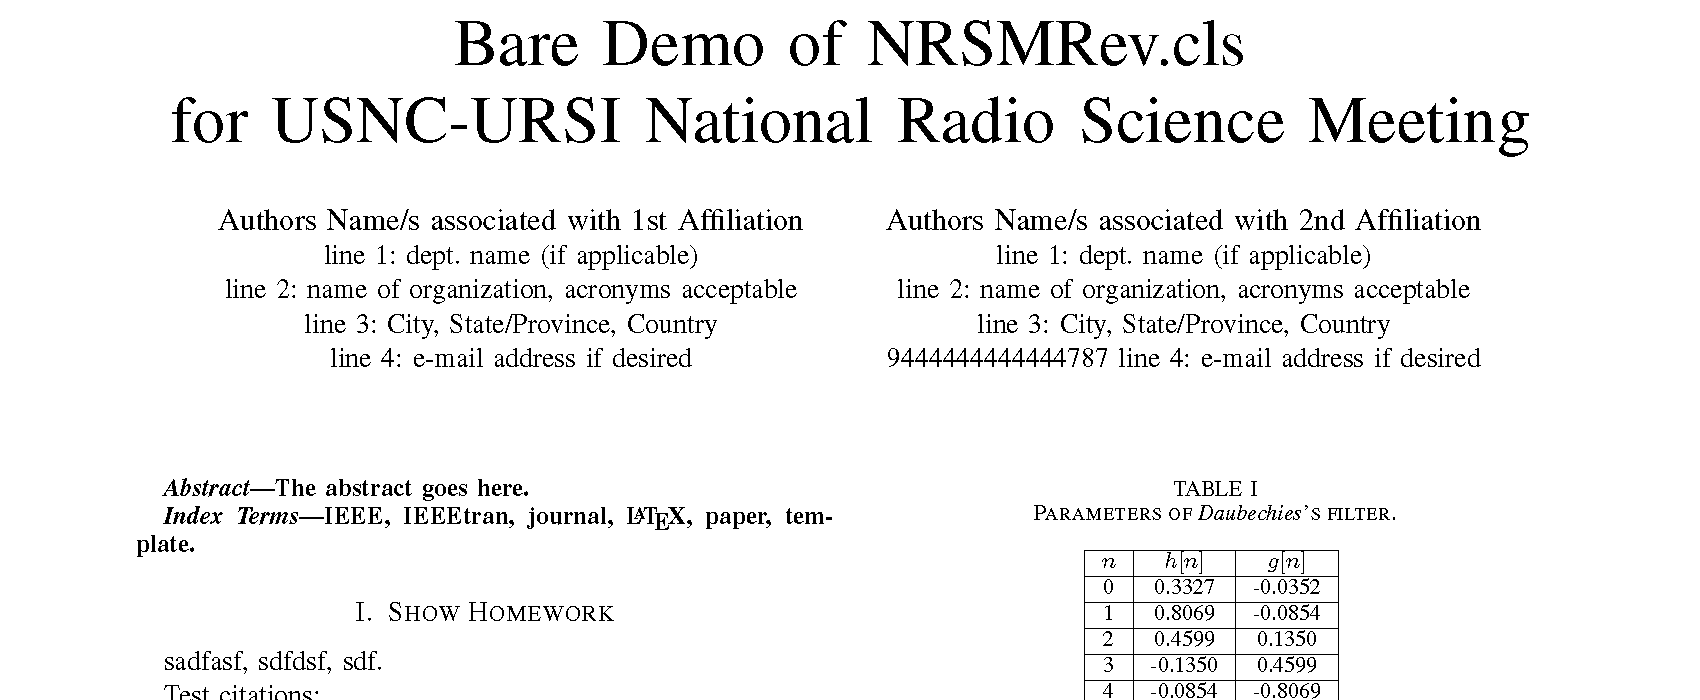 Bare Demo of NRSMRev.cls
for USNC-URSI National Radio Science Meeting
Authors Name/s associated with 1st Affiliation
line 1: dept. name (if applicable)
line 2: name of organization, acronyms acceptable
line 3: City, State/Province, Country
line 4: e-mail address if desired
Authors Name/s associated with 2nd Affiliation
line 1: dept. name (if applicable)
line 2: name of organization, acronyms acceptable
line 3: City, State/Province, Country
9444444444444787 line 4: e-mail address if desired
Abstract—The abstract goes here.
Index Terms—IEEE, IEEEtran, journal, LATEX, paper, tem-
plate.
I. SHOW HOMEWORK
sadfasf, sdfdsf, sdf.
Test citations:
TABLE I
PARAMETERS OF Daubechies'S FILTER.
n h[n] g[n]
0 0.3327 -0.0352
1 0.8069 -0.0854
2 0.4599 0.1350
3 -0.1350 0.4599
4 -0.0854 -0.8069